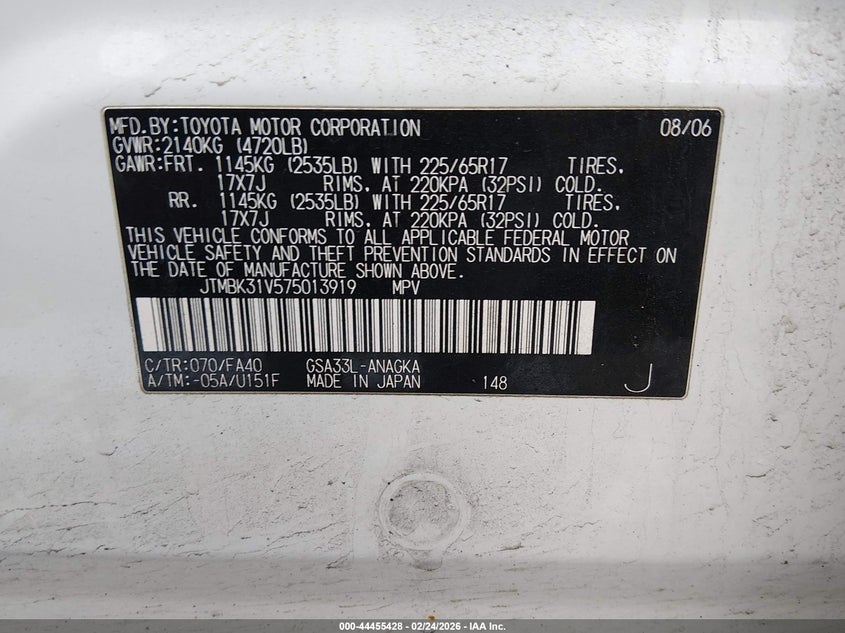 MFD.BY:TOYOTA MOTOR CORPORATION 08/06
GVWR:2140KG (4720LB)
GAWR:FRT. 1145KG (2535LB) WITH 225/65R17 TIRES,
17X7J RIMS, AT 220KPA (32PSI) COLD.
RR. 1145KG (2535LB) WITH 225/65R17 TIRES,
17X7J RIMS, AT 220KPA (32PSI) COLD.
THIS VEHICLE CONFORMS TO ALL APPLICABLE FEDERAL MOTOR
VEHICLE SAFETY AND THEFT PREVENTION STANDARDS IN EFFECT ON
THE DATE OF MANUFACTURE SHOWN ABOVE.
JTMBK31V575013919 MPV
C/TR:070/FA40 GSA33L-ANAGKA
A/TM:-05A/U151F MADE IN JAPAN 148 J
000-44455428 - 02/24/2026 - IAA Inc.